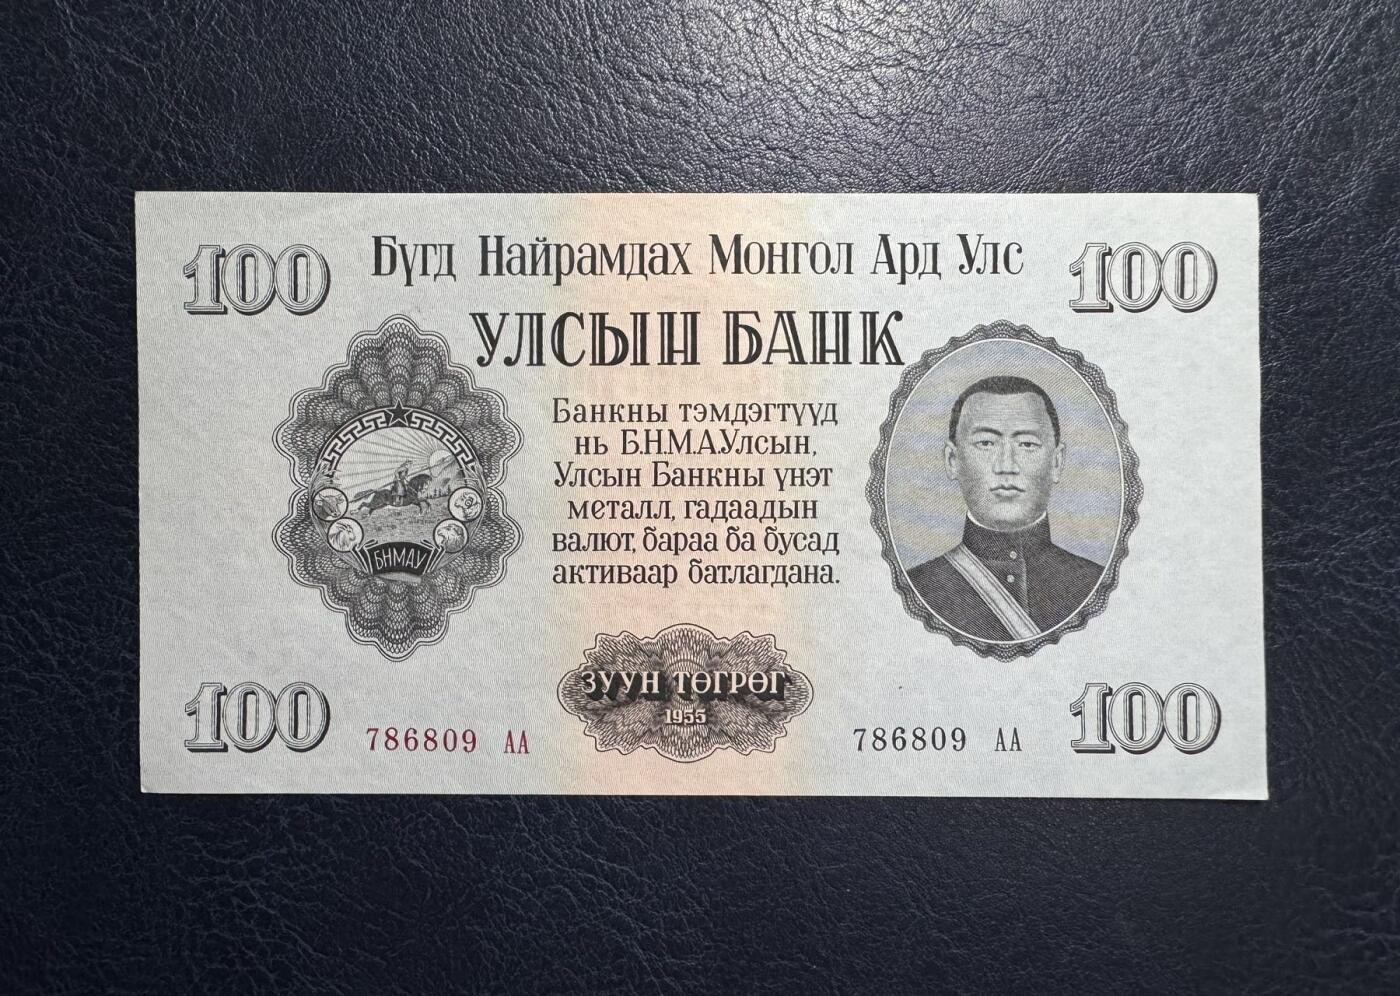 100 Бүгд Найрамдах Монгол Ард Улс 100
УЛСЫН БАНК
Банкны тэмдэгтүүд
нь Б.Н.М.А.Улсын,
Улсын Банкны үнэт
металл, гадаадын
валют, бараа ба бусад
активаар батлагдана.
БНМАУ
ЗУУН ТӨГРӨГ
1955
100 786809 АА 786809 АА 100